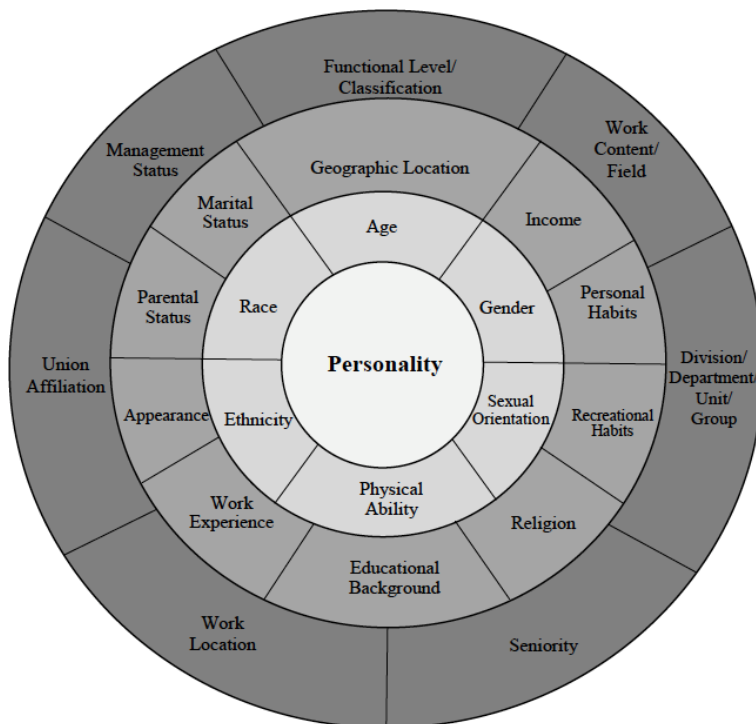 Functional Level/
Classification
Work
Content/
Field
Division/
Department/
Unit/
Group
Seniority
Work
Location
Union
Affiliation
Management
Status
Geographic Location
Income
Personal
Habits
Recreational
Habits
Religion
Educational
Background
Work
Experience
Appearance
Parental
Status
Marital
Status
Age
Gender
Sexual
Orientation
Physical
Ability
Ethnicity
Race
Personality